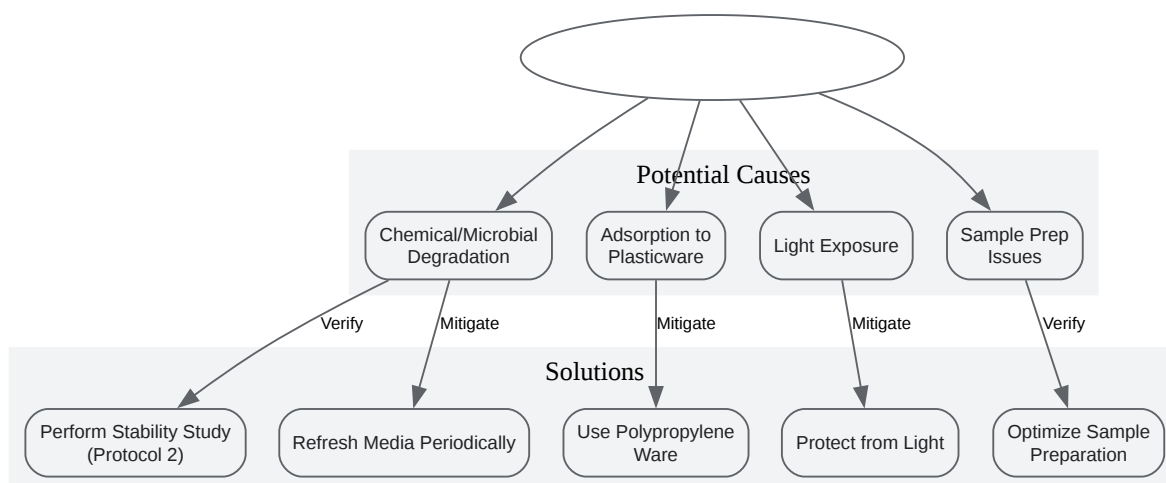 Potential Causes
Chemical/Microbial
Degradation
Adsorption to
Plasticware
Light Exposure
Sample Prep
Issues
Verify
Mitigate
Mitigate
Mitigate
Verify
Solutions
Perform Stability Study
(Protocol 2)
Refresh Media Periodically
Use Polypropylene
Ware
Protect from Light
Optimize Sample
Preparation